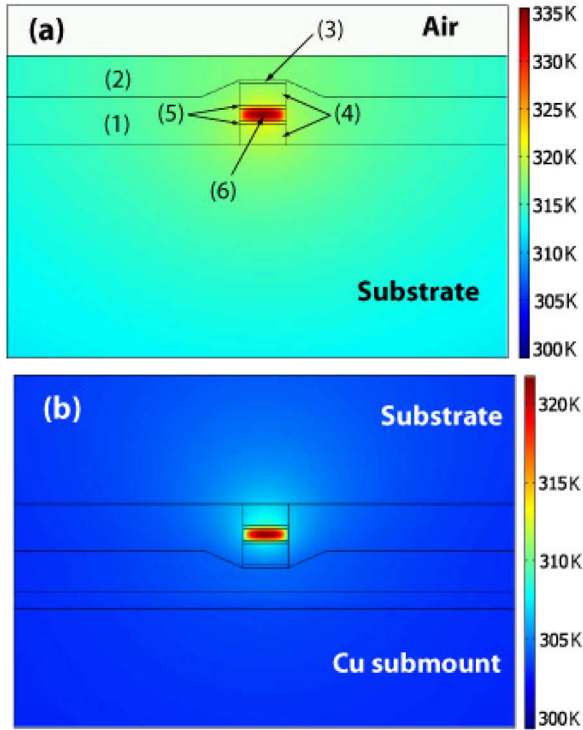 (a)
Air
(3)
(2)
(1)
(5)
(4)
(6)
Substrate
335K
330K
325K
320K
315K
310K
305K
300K
(b)
Substrate
Cu submount
320K
315K
310K
305K
300K